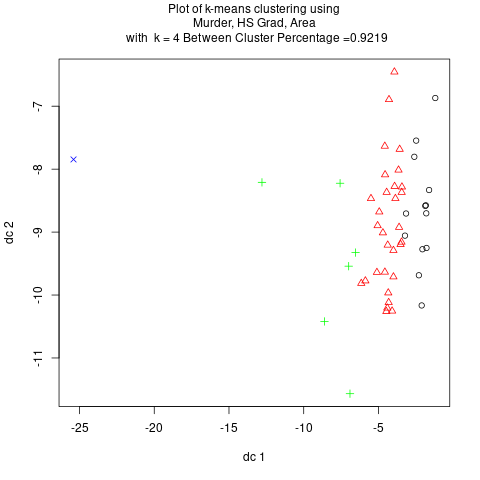 Plot of k-means clustering using
Murder, HS Grad, Area
with k = 4 Between Cluster Percentage =0.9219
-7
-8
-9
-10
-11
dc 2
-25 -20 -15 -10 -5
dc 1